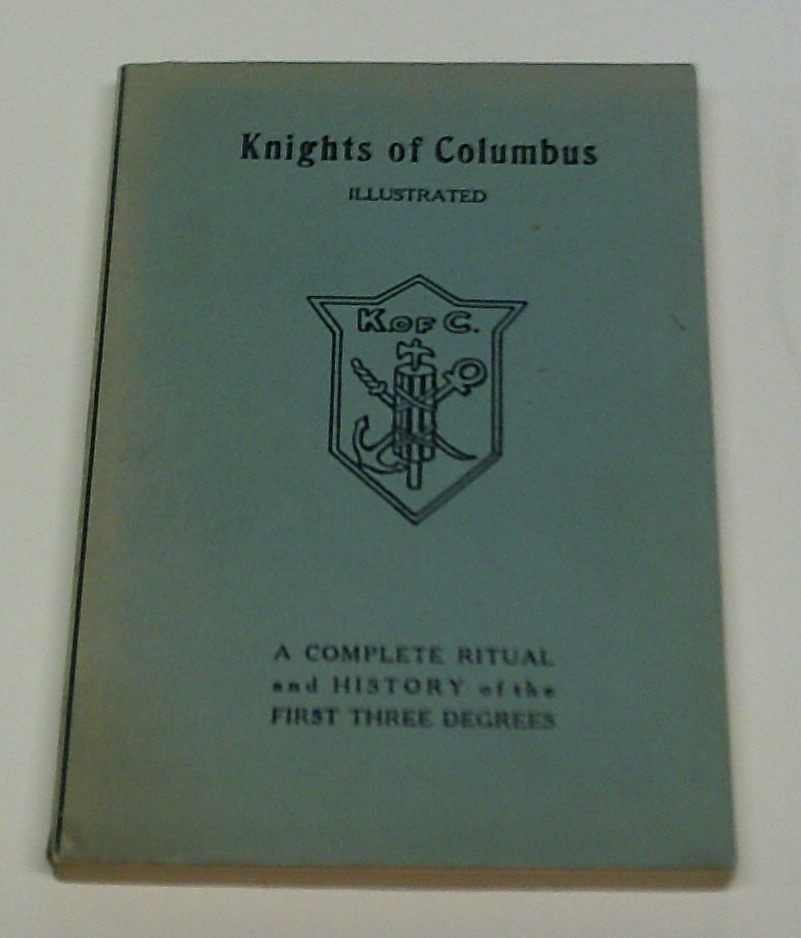 Knights of Columbus
ILLUSTRATED
K OF C.
A COMPLETE RITUAL
and HISTORY of the
FIRST THREE DEGREES